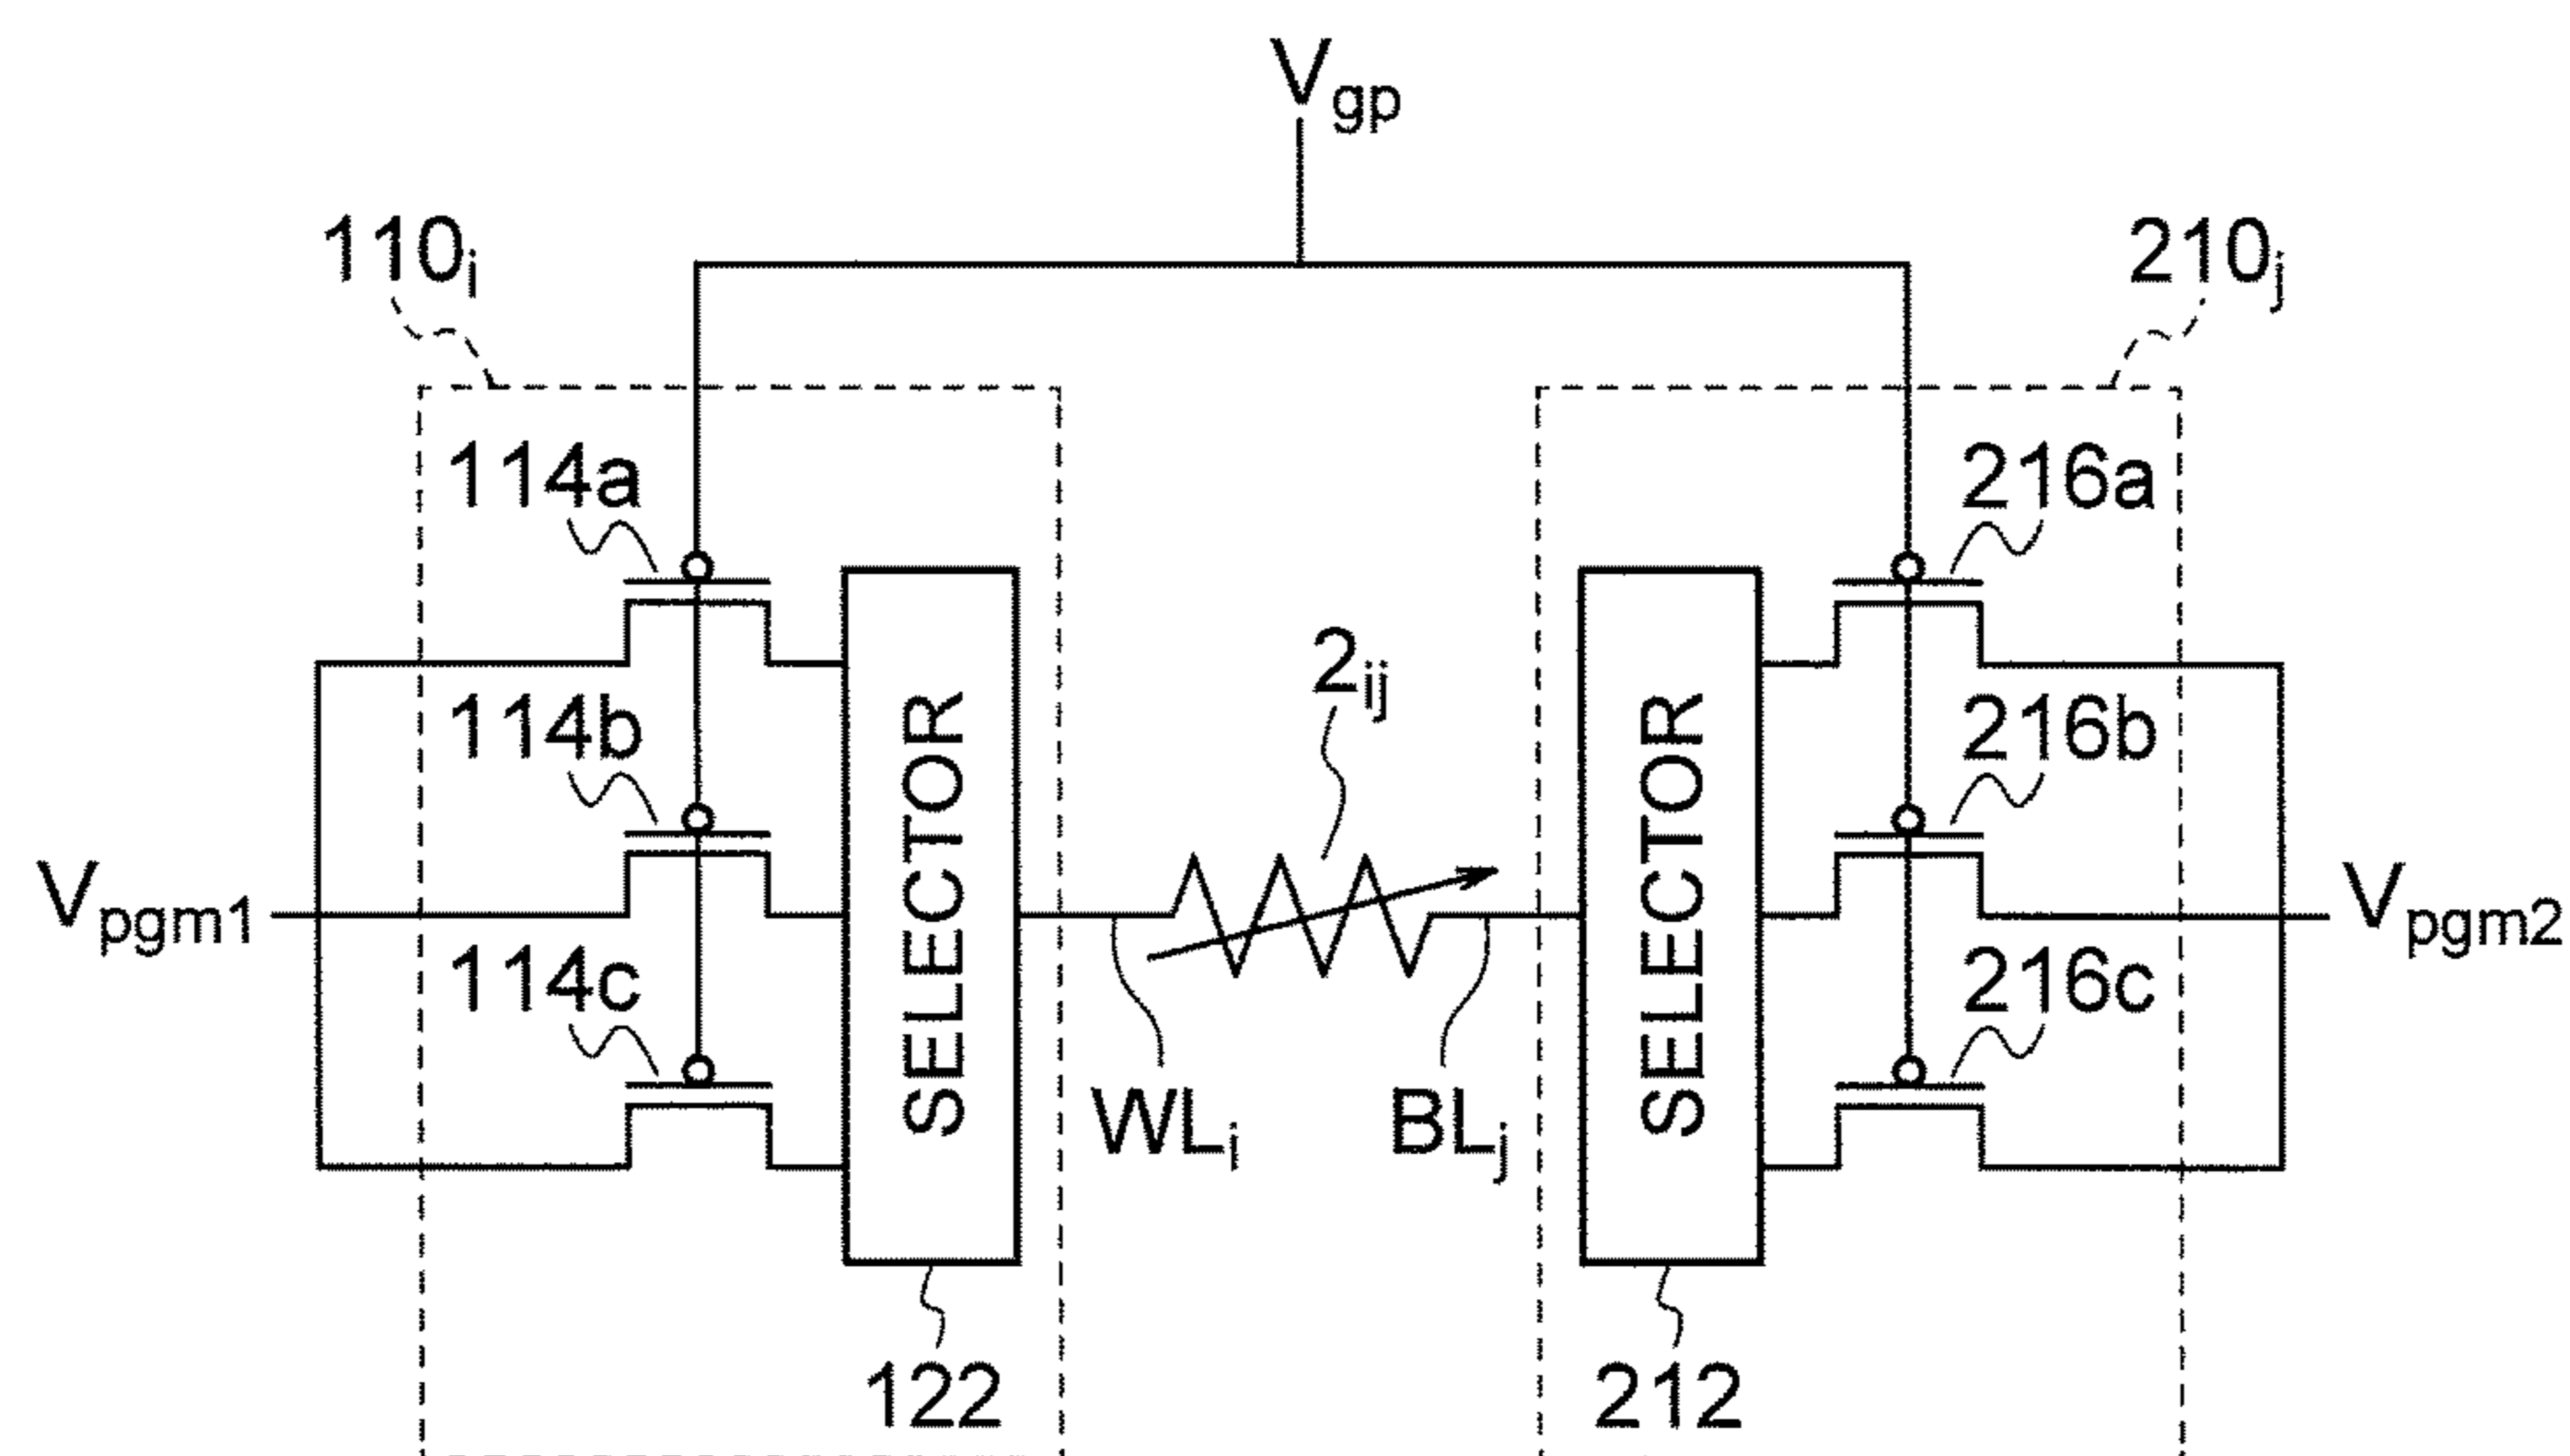 Vgp
110i
210j
114a
216a
2ij
114b
216b
SELECTOR
SELECTOR
Vpgm1
Vpgm2
114c
216c
WLi
BLj
122
212